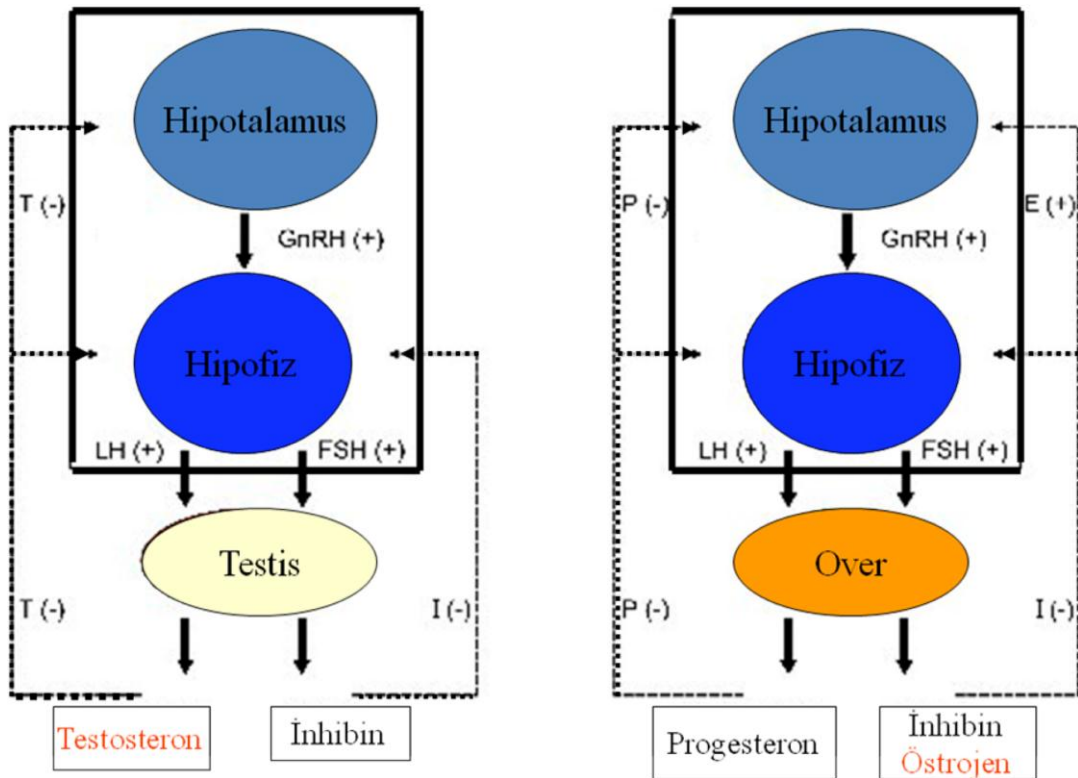 Hipotalamus
T (-)
GnRH (+)
Hipofiz
LH (+)
FSH (+)
Testis
T (-)
I (-)
Testosteron
İnhibin
Hipotalamus
P (-)
E (+)
GnRH (+)
Hipofiz
LH (+)
FSH (+)
Over
P (-)
I (-)
Progesteron
İnhibin
Östrojen